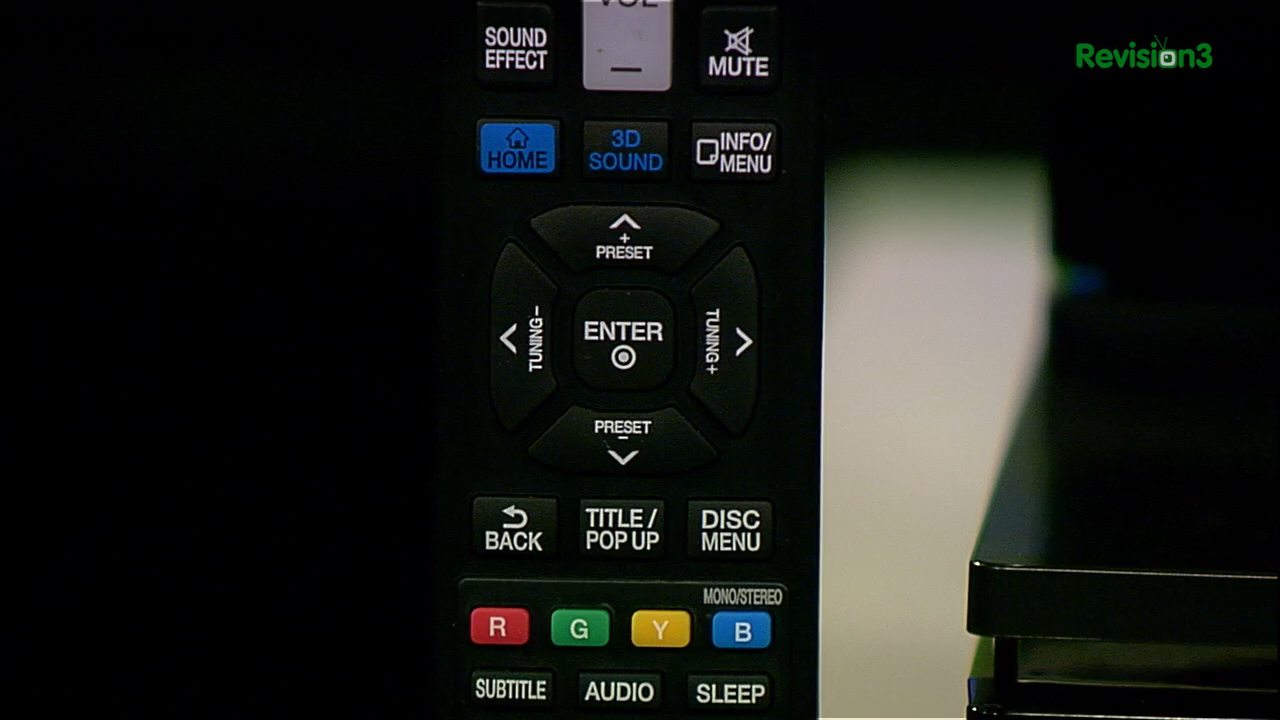 VOL
SOUND
EFFECT
–
MUTE
Revision3
HOME
3D
SOUND
INFO/
MENU
+
PRESET
TUNING–
ENTER
TUNING+
PRESET
–
BACK
TITLE /
POP UP
DISC
MENU
MONO/STEREO
R
G
Y
B
SUBTITLE
AUDIO
SLEEP